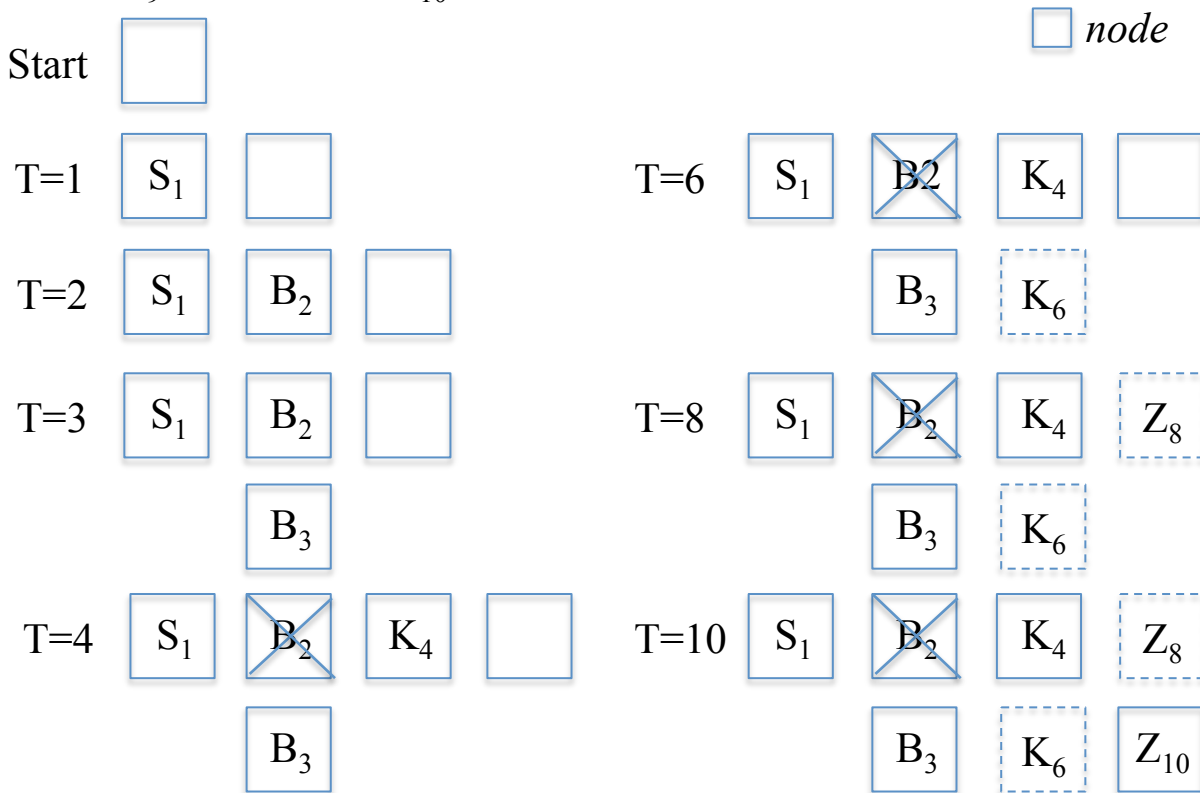 Start
T=1 S₁
T=2 S₁ B₂
T=3 S₁ B₂
B₃
T=4 S₁ B₂ K₄
B₃
node
T=6 S₁ B2 K₄
B₃ K₆
T=8 S₁ B₂ K₄ Z₈
B₃ K₆
T=10 S₁ B₂ K₄ Z₈
B₃ K₆ Z₁₀